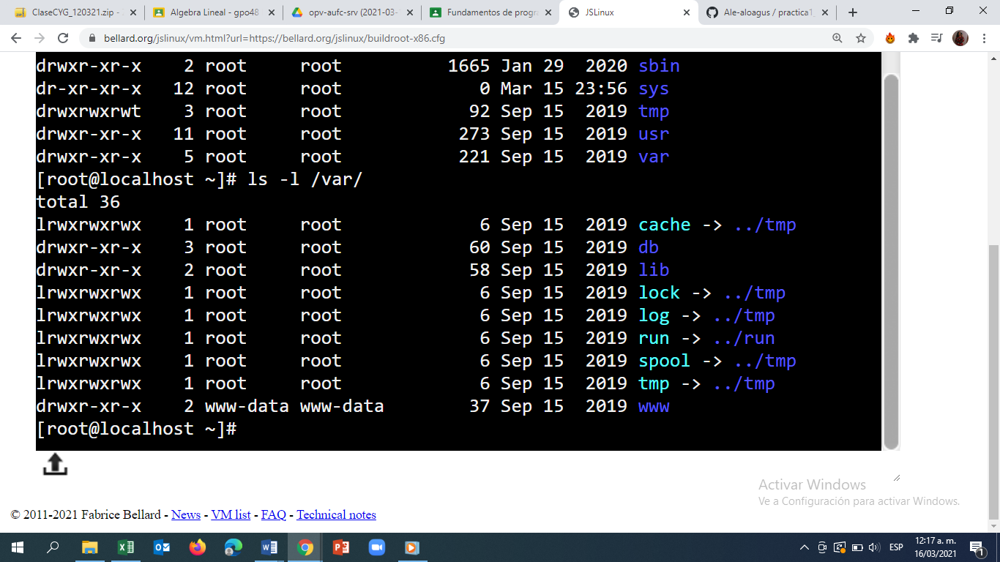 ClaseCYG_120321.zip -
Algebra Lineal - gpo48
opv-aufc-srv (2021-03-
Fundamentos de progra
JSLinux
Ale-aloagus / practica1_
bellard.org/jslinux/vm.html?url=https://bellard.org/jslinux/buildroot-x86.cfg
drwxr-xr-x    2 root     root          1665 Jan 29  2020 sbin
dr-xr-xr-x   12 root     root             0 Mar 15 23:56 sys
drwxrwxrwt    3 root     root            92 Sep 15  2019 tmp
drwxr-xr-x   11 root     root           273 Sep 15  2019 usr
drwxr-xr-x    5 root     root           221 Sep 15  2019 var
[root@localhost ~]# ls -l /var/
total 36
lrwxrwxrwx    1 root     root             6 Sep 15  2019 cache -> ../tmp
drwxr-xr-x    3 root     root            60 Sep 15  2019 db
drwxr-xr-x    2 root     root            58 Sep 15  2019 lib
lrwxrwxrwx    1 root     root             6 Sep 15  2019 lock -> ../tmp
lrwxrwxrwx    1 root     root             6 Sep 15  2019 log -> ../tmp
lrwxrwxrwx    1 root     root             6 Sep 15  2019 run -> ../run
lrwxrwxrwx    1 root     root             6 Sep 15  2019 spool -> ../tmp
lrwxrwxrwx    1 root     root             6 Sep 15  2019 tmp -> ../tmp
drwxr-xr-x    2 www-data www-data        37 Sep 15  2019 www
[root@localhost ~]#
Activar Windows
Ve a Configuración para activar Windows.
© 2011-2021 Fabrice Bellard - News - VM list - FAQ - Technical notes
ESP
12:17 a. m.
16/03/2021
1